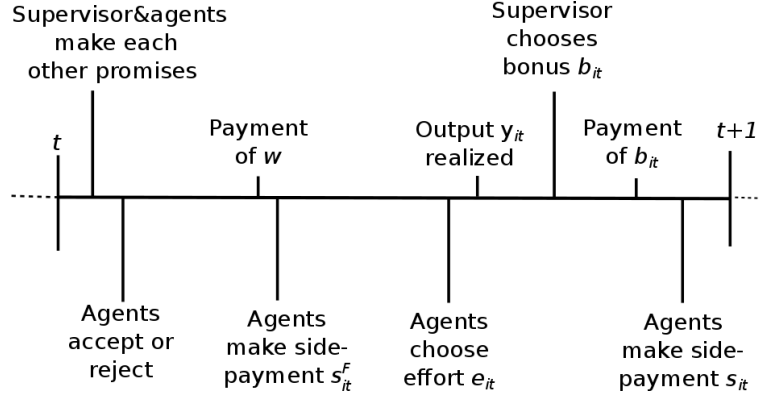 Supervisor&agents
make each
other promises
Supervisor
chooses
bonus b_it
t
Payment
of w
Output y_it
realized
Payment
of b_it
t+1
Agents
accept or
reject
Agents
make side-
payment s^F_it
Agents
choose
effort e_it
Agents
make side-
payment s_it